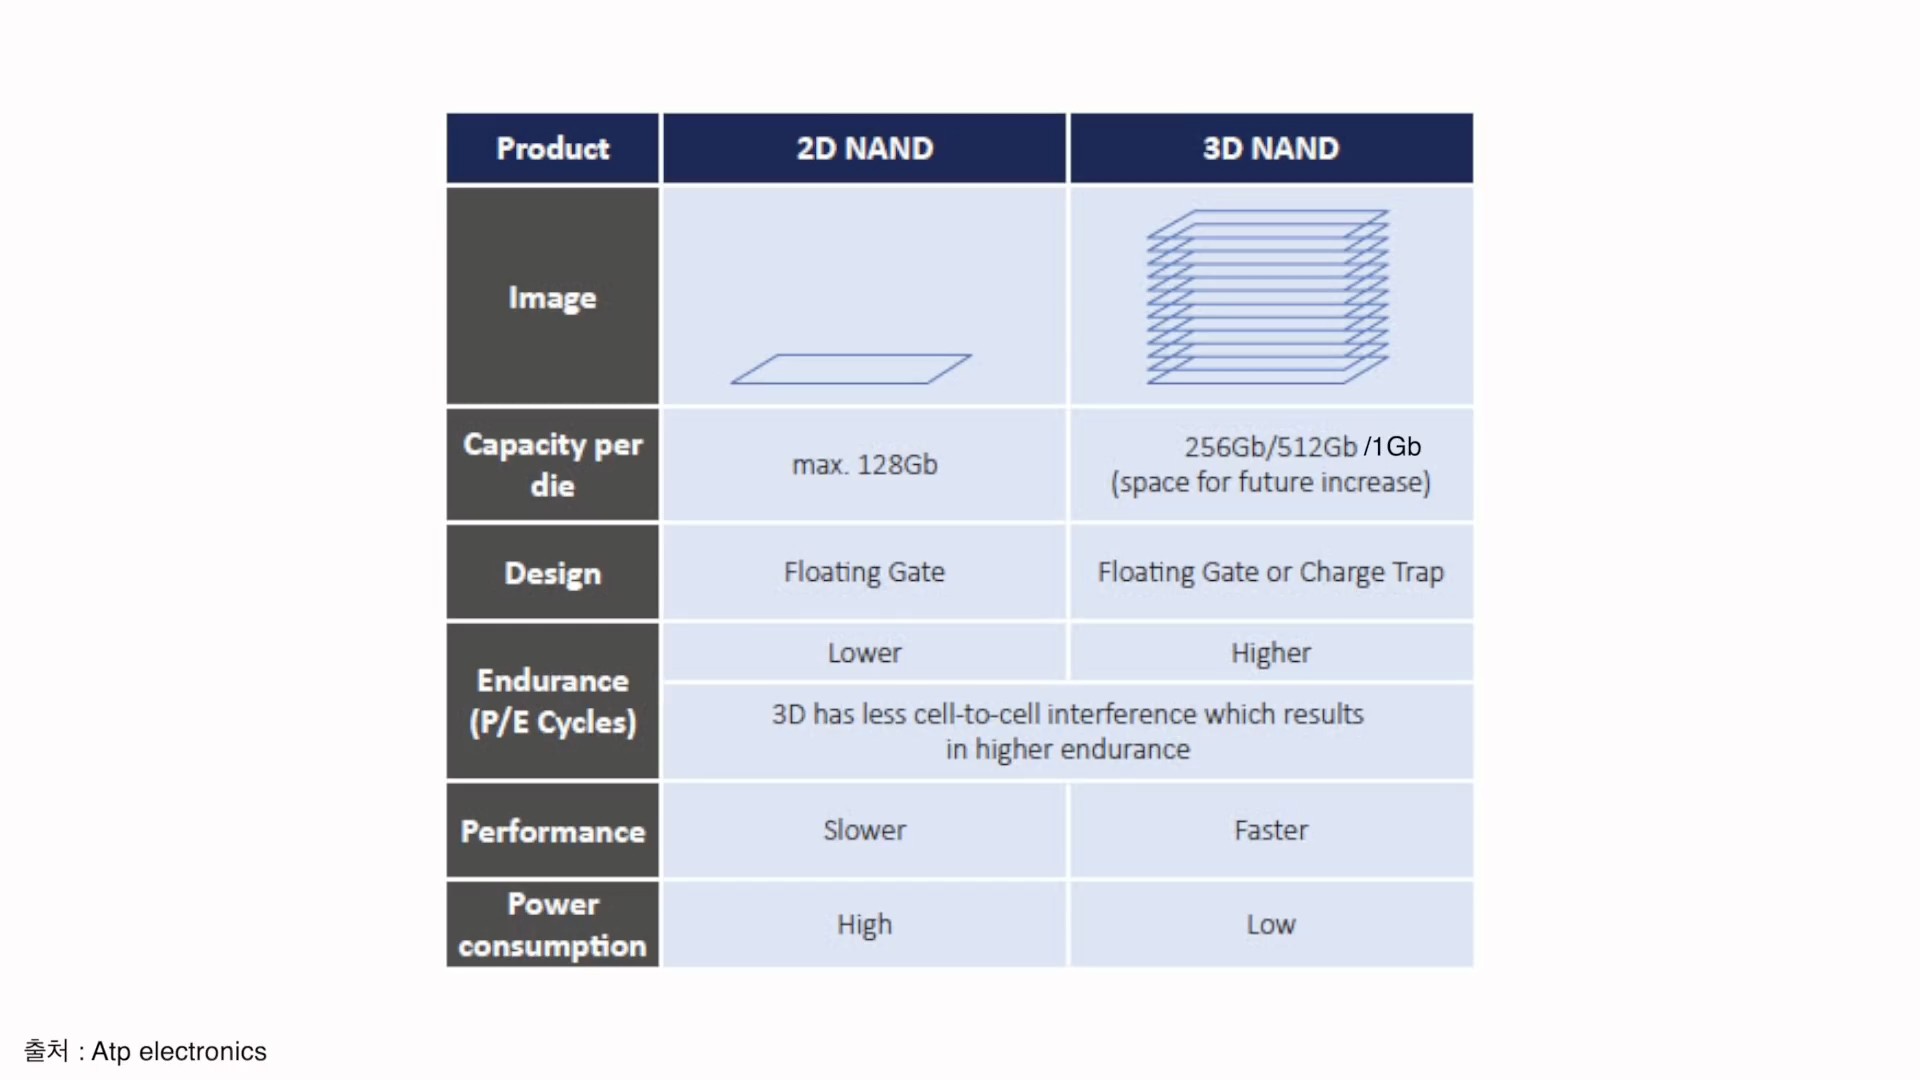 Product 2D NAND 3D NAND
Image
Capacity per
die
max. 128Gb
256Gb/512Gb /1Gb
(space for future increase)
Design Floating Gate Floating Gate or Charge Trap
Endurance
(P/E Cycles)
Lower Higher
3D has less cell-to-cell interference which results
in higher endurance
Performance Slower Faster
Power
consumption
High Low
출처 : Atp electronics